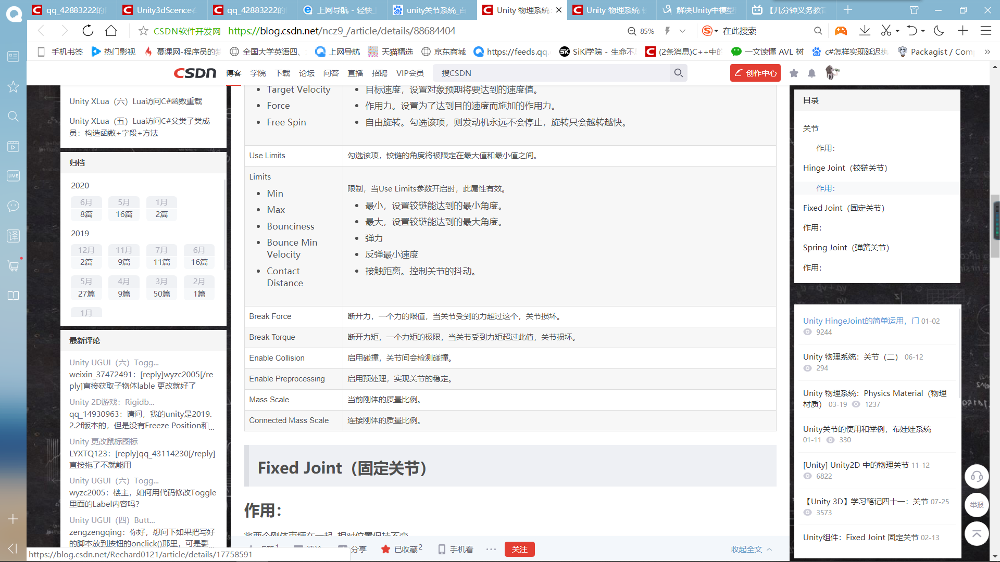 qq_42883222的
Unity3dScence在
qq_42883222的
上网导航 - 轻快
unity关节系统_百
Unity 物理系统:
Unity 物理系统
解决Unity中模型
【几分钟义务教育
CSDN软件开发网
https://blog.csdn.net/ncz9_/article/details/88684404
85%
在此搜索
手机书签
热门影视
慕课网-程序员的梦
全国大学英语四、
上网导航
天猫精选
京东商城
https://feeds.qq.
SiKi学院 - 生命不
(2条消息)C++中的
一文读懂 AVL 树
c#怎样实现延迟执
Packagist / Com
CSDN
博客
学院
下载
论坛
问答
直播
招聘
VIP会员
搜CSDN
创作中心
LIVE
译
Unity XLua（六）Lua访问C#函数重载
Unity XLua（五）Lua访问C#父类子类成
员：构造函数+字段+方法
归档
2020
6月 5月 1月
8篇 16篇 2篇
2019
12月 11月 7月 6月
2篇 9篇 11篇 16篇
5月 4月 3月 2月
27篇 9篇 50篇 1篇
1月
最新评论
Unity UGUI（六）Togg...
weixin_37472491：[reply]wyzc2005[/re
ply]直接获取子物体lable 更改就好了
Unity 2D游戏：Rigidb...
qq_14930963：请问，我的unity是2019.
2.2f版本的，但是没有Freeze Position和...
Unity 更改鼠标图标
LYXTQ123：[reply]qq_43114230[/reply]
直接拖了不就能用
Unity UGUI（六）Togg...
wyzc2005：楼主，如何用代码修改Toggle
里面的Label内容吗?
Unity UGUI（四）Butt...
zengzengqing：你好，想问下如果把写好
的脚本放到按钮的onclick()那里，可是要...
Target Velocity
Force
Free Spin
目标速度，设置对象预期将要达到的速度值。
作用力。设置为了达到目的速度而施加的作用力。
自由旋转。勾选该项，则发动机永远不会停止，旋转只会越转越快。
Use Limits
勾选该项，铰链的角度将被限定在最大值和最小值之间。
Limits
Min
Max
Bounciness
Bounce Min
Velocity
Contact
Distance
限制，当Use Limits参数开启时，此属性有效。
最小，设置铰链能达到的最小角度。
最大，设置铰链能达到的最大角度。
弹力
反弹最小速度
接触距离。控制关节的抖动。
Break Force
断开力，一个力的限值，当关节受到的力超过这个，关节损坏。
Break Torque
断开力矩，一个力矩的极限，当关节受到力矩超过此值，关节损坏。
Enable Collision
启用碰撞，关节间会检测碰撞。
Enable Preprocessing
启用预处理，实现关节的稳定。
Mass Scale
当前刚体的质量比例。
Connected Mass Scale
连接刚体的质量比例。
Fixed Joint（固定关节）
作用：
将两个刚体束缚在一起,相对位置保持不变
点赞1
评论
分享
已收藏2
手机看
关注
收起全文
目录
关节
作用：
Hinge Joint（铰链关节）
作用：
Fixed Joint（固定关节）
作用：
Spring Joint（弹簧关节）
作用：
Unity HingeJoint的简单运用，门 01-02
9244
Unity 物理系统：关节（二） 06-12
294
Unity 物理系统：Physics Material（物理
材质） 03-19 1237
Unity关节的使用和举例，布娃娃系统
01-11 330
[Unity] Unity2D 中的物理关节 11-12
6822
【Unity 3D】学习笔记四十一：关节 07-25
3573
Unity组件：Fixed Joint 固定关节 02-13
举报
https://blog.csdn.net/Rechard0121/article/details/17758591